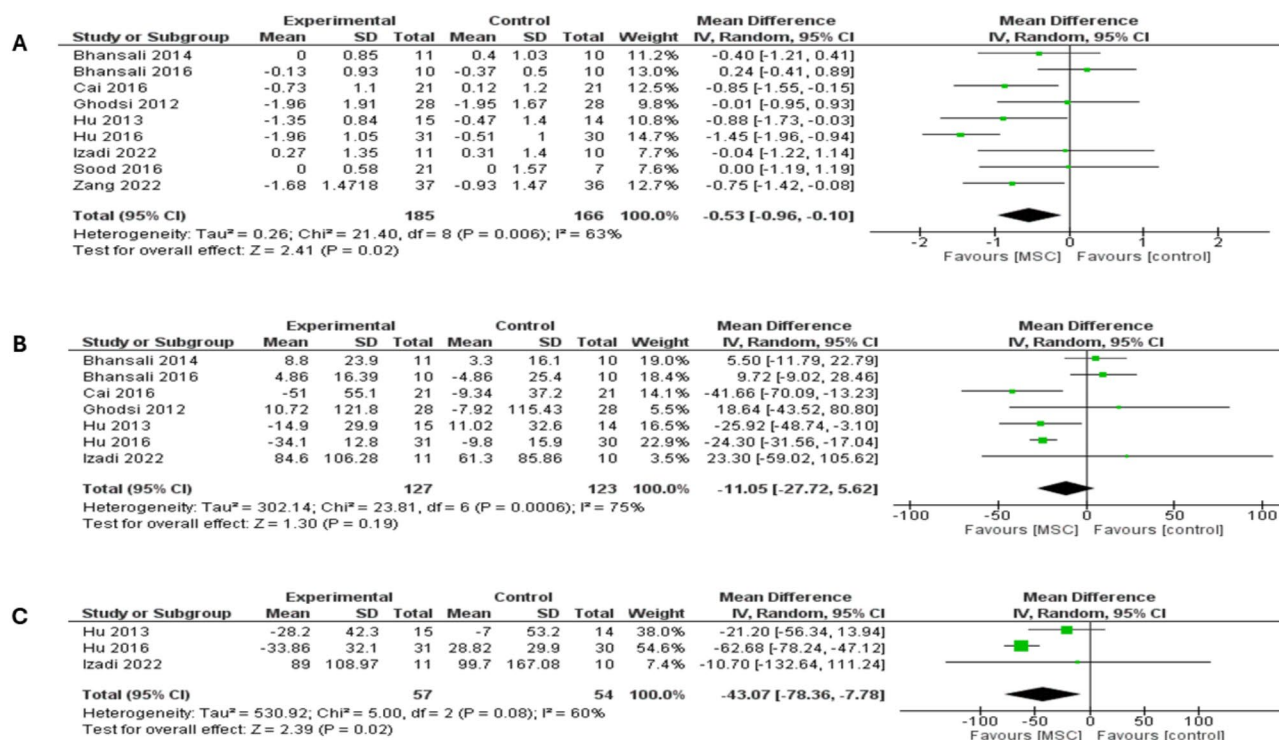 A
Experimental Control Mean Difference Mean Difference
Study or Subgroup Mean SD Total Mean SD Total Weight IV, Random, 95% CI IV, Random, 95% CI
Bhansali 2014 0 0.85 11 0.4 1.03 10 11.2% -0.40 [-1.21, 0.41]
Bhansali 2016 -0.13 0.93 10 -0.37 0.5 10 13.0% 0.24 [-0.41, 0.89]
Cai 2016 -0.73 1.1 21 0.12 1.2 21 12.5% -0.85 [-1.55, -0.15]
Ghodsi 2012 -1.96 1.91 28 -1.95 1.67 28 9.8% -0.01 [-0.95, 0.93]
Hu 2013 -1.35 0.84 15 -0.47 1.4 14 10.8% -0.88 [-1.73, -0.03]
Hu 2016 -1.96 1.05 31 -0.51 1 30 14.7% -1.45 [-1.96, -0.94]
Izadi 2022 0.27 1.35 11 0.31 1.4 10 7.7% -0.04 [-1.22, 1.14]
Sood 2016 0 0.58 21 0 1.57 7 7.6% 0.00 [-1.19, 1.19]
Zang 2022 -1.68 1.4718 37 -0.93 1.47 36 12.7% -0.75 [-1.42, -0.08]
Total (95% CI) 185 166 100.0% -0.53 [-0.96, -0.10]
Heterogeneity: Tau² = 0.26; Chi² = 21.40, df = 8 (P = 0.006); I² = 63%
Test for overall effect: Z = 2.41 (P = 0.02)
-2 -1 0 1 2
Favours [MSC] Favours [control]
B
Experimental Control Mean Difference Mean Difference
Study or Subgroup Mean SD Total Mean SD Total Weight IV, Random, 95% CI IV, Random, 95% CI
Bhansali 2014 8.8 23.9 11 3.3 16.1 10 19.0% 5.50 [-11.79, 22.79]
Bhansali 2016 4.86 16.39 10 -4.86 25.4 10 18.4% 9.72 [-9.02, 28.46]
Cai 2016 -51 55.1 21 -9.34 37.2 21 14.1% -41.66 [-70.09, -13.23]
Ghodsi 2012 10.72 121.8 28 -7.92 115.43 28 5.5% 18.64 [-43.52, 80.80]
Hu 2013 -14.9 29.9 15 11.02 32.6 14 16.5% -25.92 [-48.74, -3.10]
Hu 2016 -34.1 12.8 31 -9.8 15.9 30 22.9% -24.30 [-31.56, -17.04]
Izadi 2022 84.6 106.28 11 61.3 85.86 10 3.5% 23.30 [-59.02, 105.62]
Total (95% CI) 127 123 100.0% -11.05 [-27.72, 5.62]
Heterogeneity: Tau² = 302.14; Chi² = 23.81, df = 6 (P = 0.0006); I² = 75%
Test for overall effect: Z = 1.30 (P = 0.19)
-100 -50 0 50 100
Favours [MSC] Favours [control]
C
Experimental Control Mean Difference Mean Difference
Study or Subgroup Mean SD Total Mean SD Total Weight IV, Random, 95% CI IV, Random, 95% CI
Hu 2013 -28.2 42.3 15 -7 53.2 14 38.0% -21.20 [-56.34, 13.94]
Hu 2016 -33.86 32.1 31 28.82 29.9 30 54.6% -62.68 [-78.24, -47.12]
Izadi 2022 89 108.97 11 99.7 167.08 10 7.4% -10.70 [-132.64, 111.24]
Total (95% CI) 57 54 100.0% -43.07 [-78.36, -7.78]
Heterogeneity: Tau² = 530.92; Chi² = 5.00, df = 2 (P = 0.08); I² = 60%
Test for overall effect: Z = 2.39 (P = 0.02)
-100 -50 0 50 100
Favours [MSC] Favours [control]